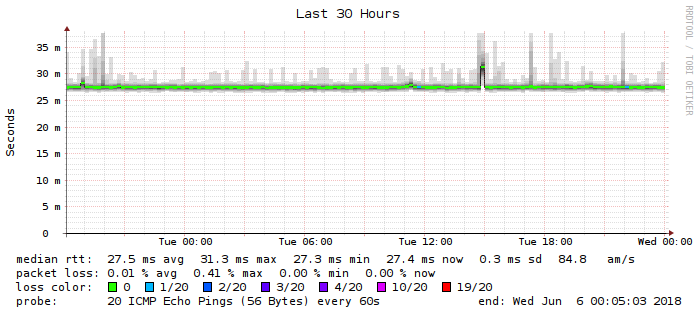 Last 30 Hours
RRDTOOL / TOBI OETIKER
Seconds
35 m
30 m
25 m
20 m
15 m
10 m
5 m
0
Tue 00:00 Tue 06:00 Tue 12:00 Tue 18:00 Wed 00:00
median rtt: 27.5 ms avg 31.3 ms max 27.3 ms min 27.4 ms now 0.3 ms sd 84.8 am/s
packet loss: 0.01 % avg 0.41 % max 0.00 % min 0.00 % now
loss color: 0 1/20 2/20 3/20 4/20 10/20 19/20
probe: 20 ICMP Echo Pings (56 Bytes) every 60s end: Wed Jun 6 00:05:03 2018